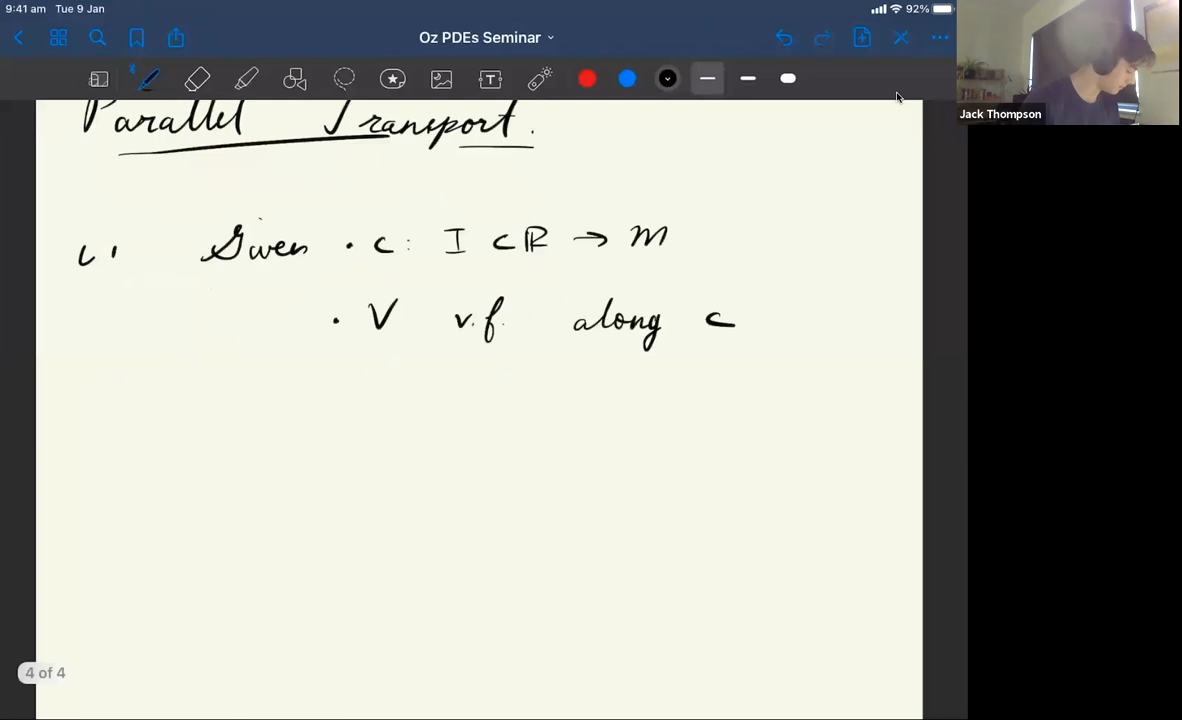 9:41 am Tue 9 Jan
92%
Oz PDEs Seminar
Jack Thompson
Parallel Transport.
Given · c: I ⊂ ℝ → M
· V v.f. along c
4 of 4